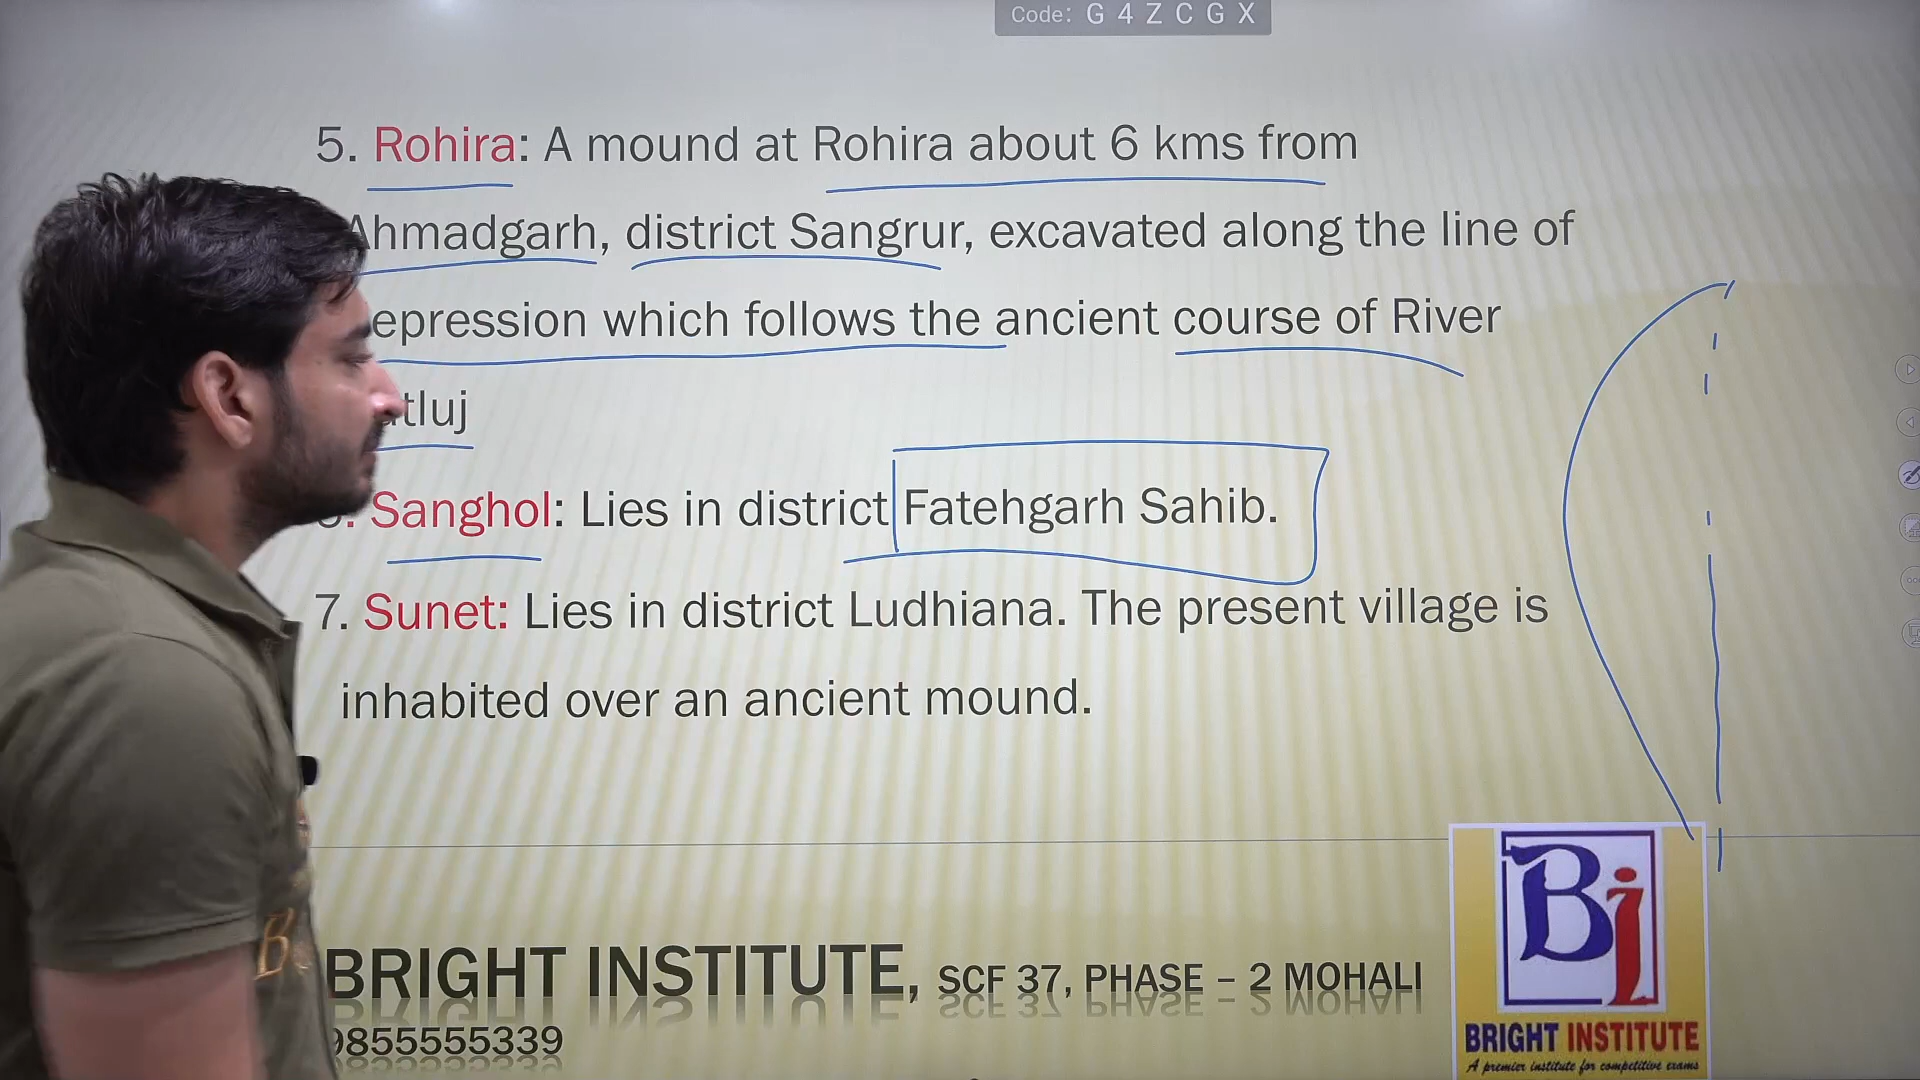 Code: G 4 Z C G X
5. Rohira: A mound at Rohira about 6 kms from
Ahmadgarh, district Sangrur, excavated along the line of
epression which follows the ancient course of River
tluj
Sanghol: Lies in district Fatehgarh Sahib.
7. Sunet: Lies in district Ludhiana. The present village is
inhabited over an ancient mound.
BRIGHT INSTITUTE, SCF 37, PHASE – 2 MOHALI
9855555339
Bi
BRIGHT INSTITUTE
A premier institute for competitive exams